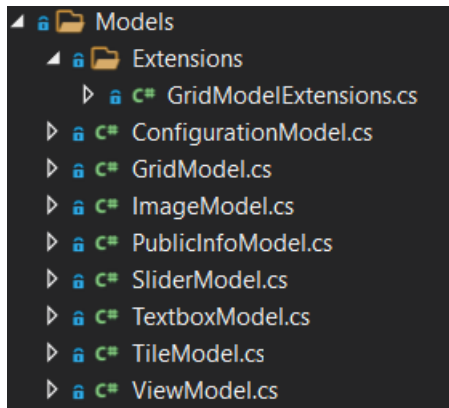 Models
Extensions
C# GridModelExtensions.cs
C# ConfigurationModel.cs
C# GridModel.cs
C# ImageModel.cs
C# PublicInfoModel.cs
C# SliderModel.cs
C# TextboxModel.cs
C# TileModel.cs
C# ViewModel.cs